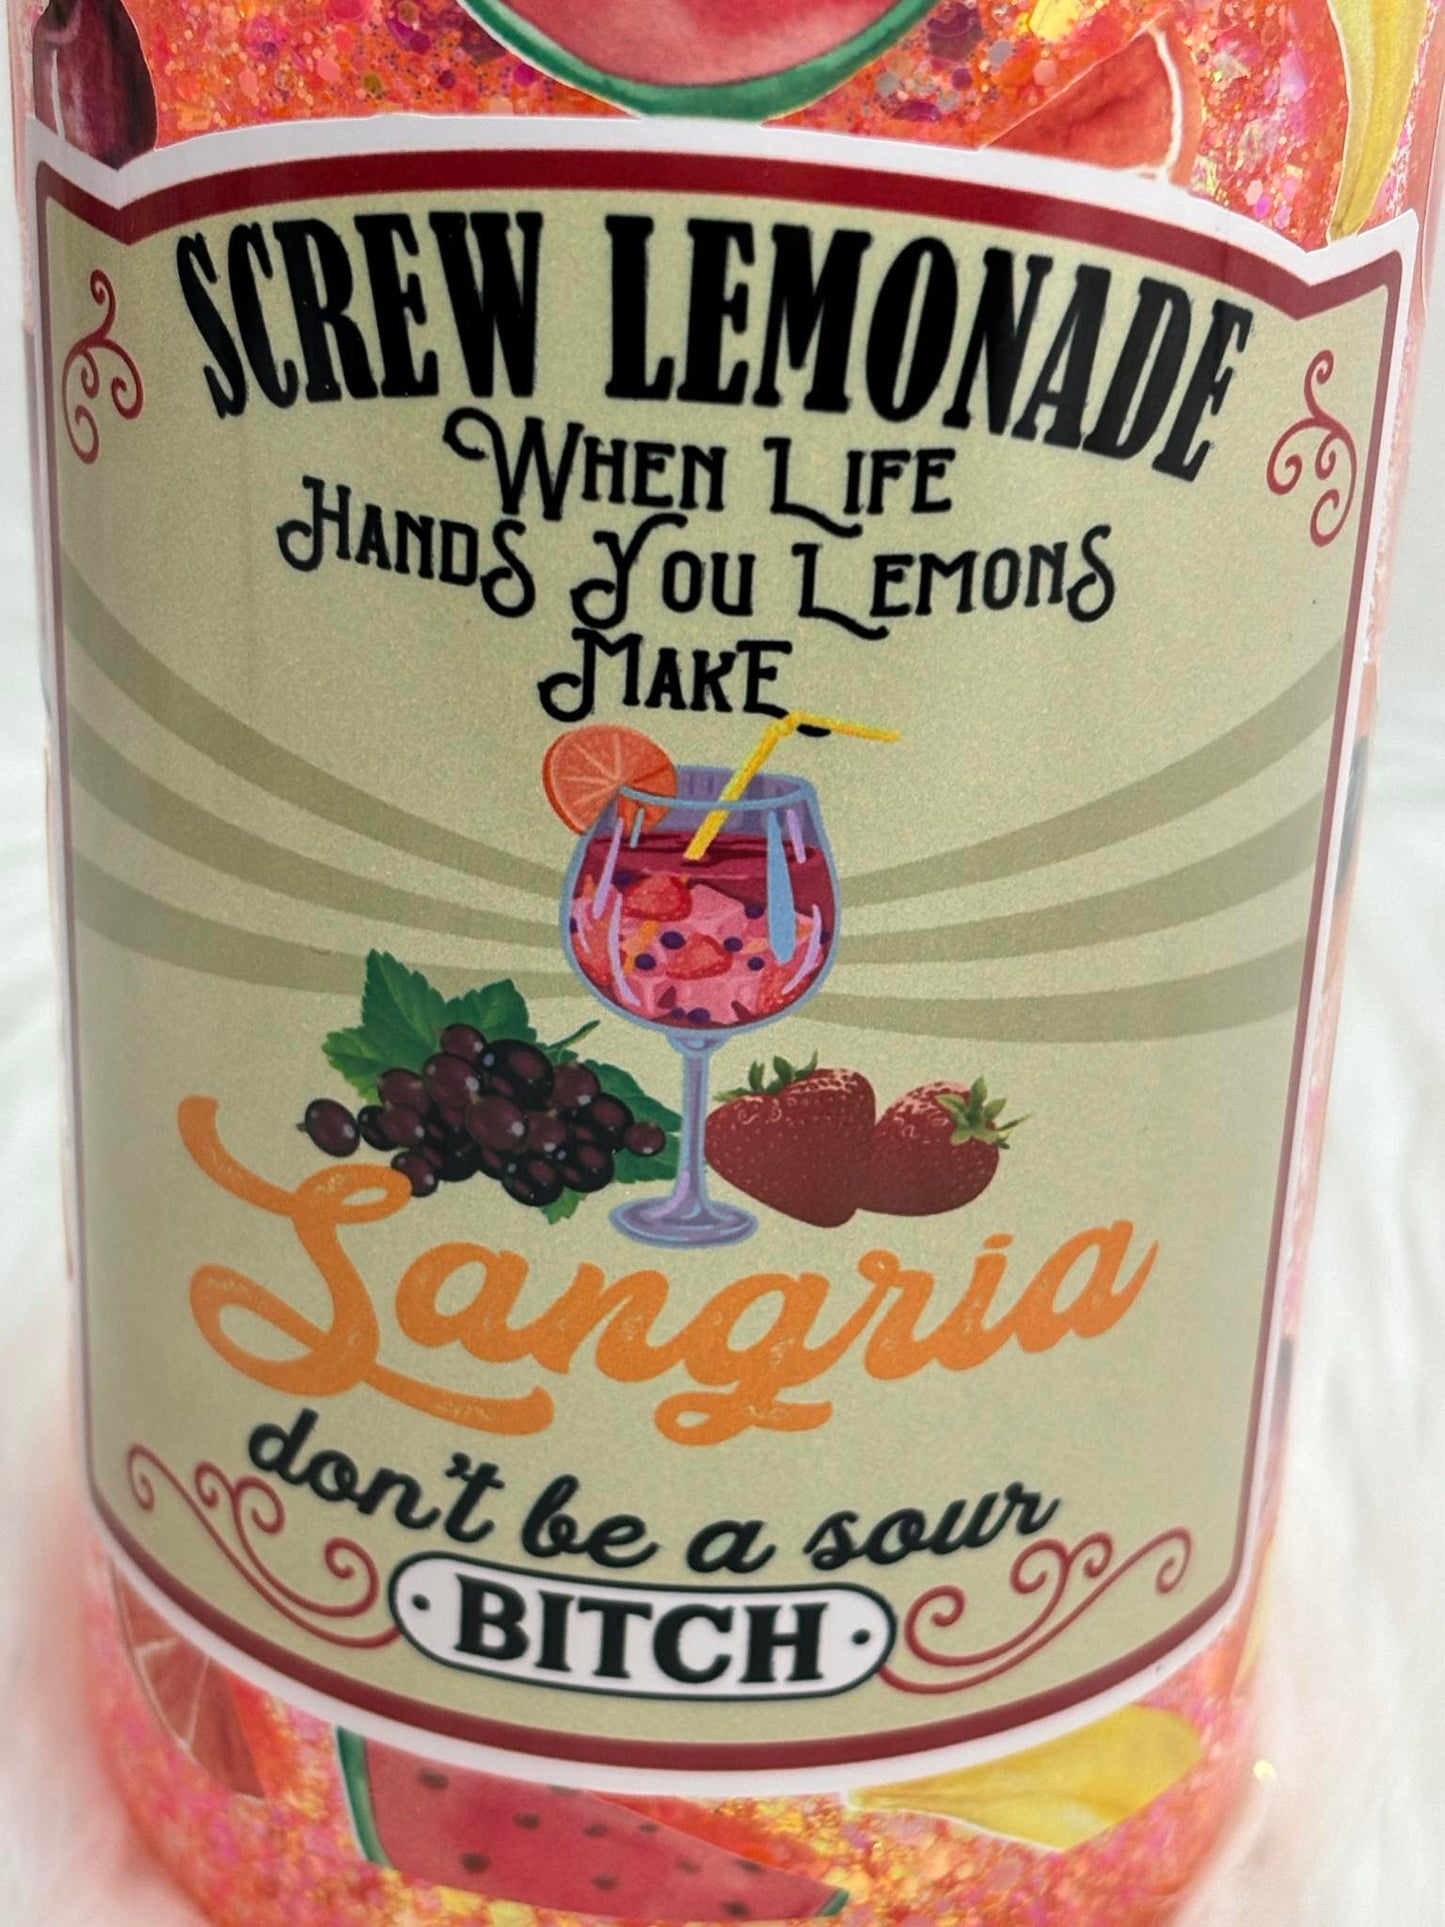 SCREW LEMONADE
WHEN LIFE
HANDS YOU LEMONS
MAKE
Sangria
don't be a sour
BITCH